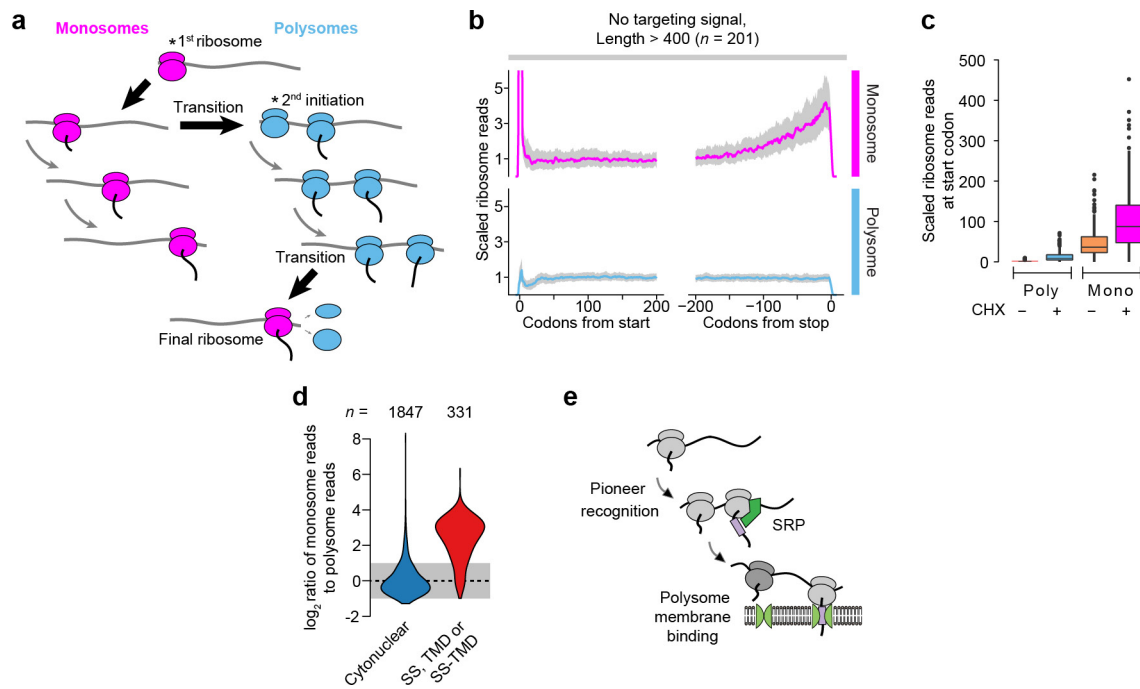 a
Monosomes
Polysomes
*1st ribosome
Transition
*2nd initiation
Transition
Final ribosome
b
No targeting signal,
Length > 400 (n = 201)
Scaled ribosome reads
5
3
1
5
3
1
Monosome
Polysome
0 100 200
−200 −100 0
Codons from start
Codons from stop
c
Scaled ribosome reads
at start codon
500
400
300
200
100
0
Poly Mono
CHX − + − +
d
n = 1847 331
log2 ratio of monosome reads
to polysome reads
8
6
4
2
0
-2
Cytonuclear
SS, TMD or
SS-TMD
e
Pioneer
recognition
SRP
Polysome
membrane
binding